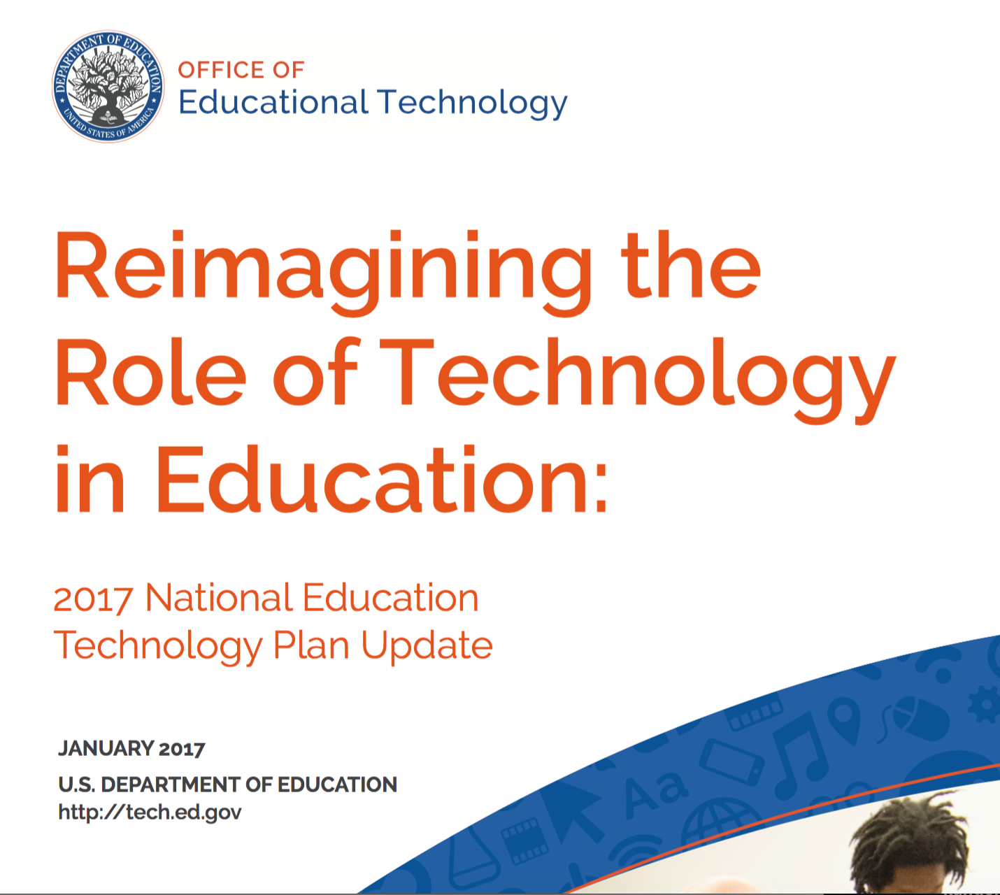 DEPARTMENT OF EDUCATION
UNITED STATES OF AMERICA
OFFICE OF
Educational Technology
Reimagining the
Role of Technology
in Education:
2017 National Education
Technology Plan Update
JANUARY 2017
U.S. DEPARTMENT OF EDUCATION
http://tech.ed.gov
Aa